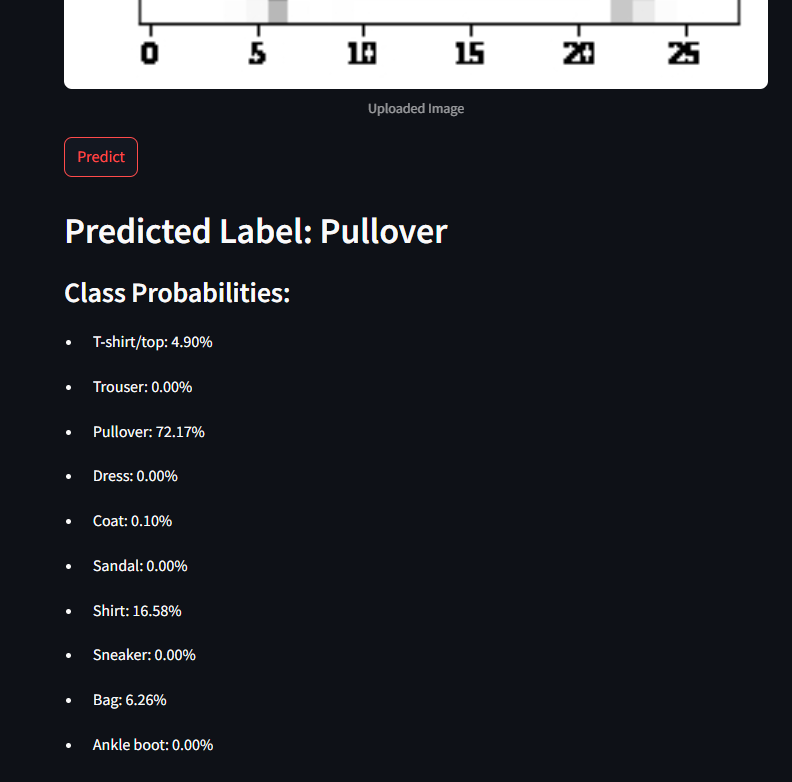 0 5 10 15 20 25
Uploaded Image
Predict
Predicted Label: Pullover
Class Probabilities:
• T-shirt/top: 4.90%
• Trouser: 0.00%
• Pullover: 72.17%
• Dress: 0.00%
• Coat: 0.10%
• Sandal: 0.00%
• Shirt: 16.58%
• Sneaker: 0.00%
• Bag: 6.26%
• Ankle boot: 0.00%